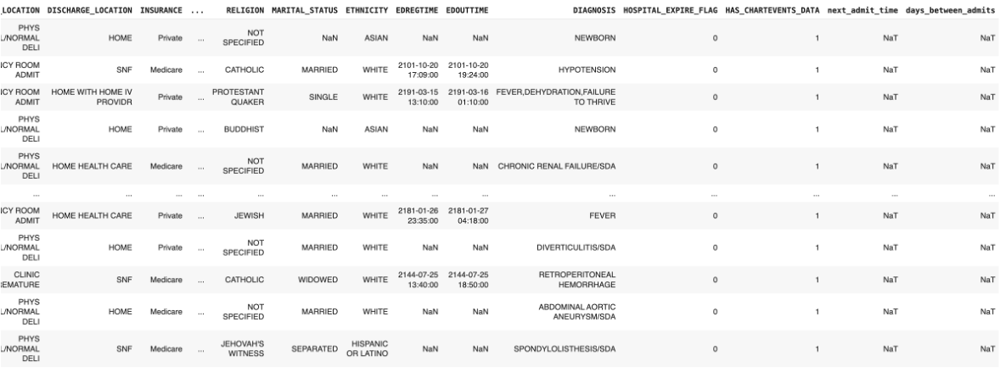 _LOCATION DISCHARGE_LOCATION INSURANCE ... RELIGION MARITAL_STATUS ETHNICITY EDREGTIME EDOUTTIME DIAGNOSIS HOSPITAL_EXPIRE_FLAG HAS_CHARTEVENTS_DATA next_admit_time days_between_admits
PHYS
L/NORMAL
DELI
HOME Private ...
NOT
SPECIFIED
NaN ASIAN NaN NaN NEWBORN 0 1 NaT NaT
ICY ROOM
ADMIT
SNF Medicare ... CATHOLIC MARRIED WHITE
2101-10-20
17:09:00
2101-10-20
19:24:00
HYPOTENSION 0 1 NaT NaT
ICY ROOM
ADMIT
HOME WITH HOME IV
PROVIDR
Private ...
PROTESTANT
QUAKER
SINGLE WHITE
2191-03-15
13:10:00
2191-03-16
01:10:00
FEVER,DEHYDRATION,FAILURE
TO THRIVE
0 1 NaT NaT
PHYS
L/NORMAL
DELI
HOME Private ... BUDDHIST NaN ASIAN NaN NaN NEWBORN 0 1 NaT NaT
PHYS
L/NORMAL
DELI
HOME HEALTH CARE Medicare ...
NOT
SPECIFIED
MARRIED WHITE NaN NaN CHRONIC RENAL FAILURE/SDA 0 1 NaT NaT
... ... ... ... ... ... ... ... ... ... ... ... ... ...
ICY ROOM
ADMIT
HOME HEALTH CARE Private ... JEWISH MARRIED WHITE
2181-01-26
23:35:00
2181-01-27
04:18:00
FEVER 0 1 NaT NaT
PHYS
L/NORMAL
DELI
HOME Private ...
NOT
SPECIFIED
MARRIED WHITE NaN NaN DIVERTICULITIS/SDA 0 1 NaT NaT
CLINIC
IEMATURE
SNF Medicare ... CATHOLIC WIDOWED WHITE
2144-07-25
13:40:00
2144-07-25
18:50:00
RETROPERITONEAL
HEMORRHAGE
0 1 NaT NaT
PHYS
L/NORMAL
DELI
HOME Medicare ...
NOT
SPECIFIED
MARRIED WHITE NaN NaN
ABDOMINAL AORTIC
ANEURYSM/SDA
0 1 NaT NaT
PHYS
L/NORMAL
DELI
SNF Medicare ...
JEHOVAH'S
WITNESS
SEPARATED
HISPANIC
OR LATINO
NaN NaN SPONDYLOLISTHESIS/SDA 0 1 NaT NaT